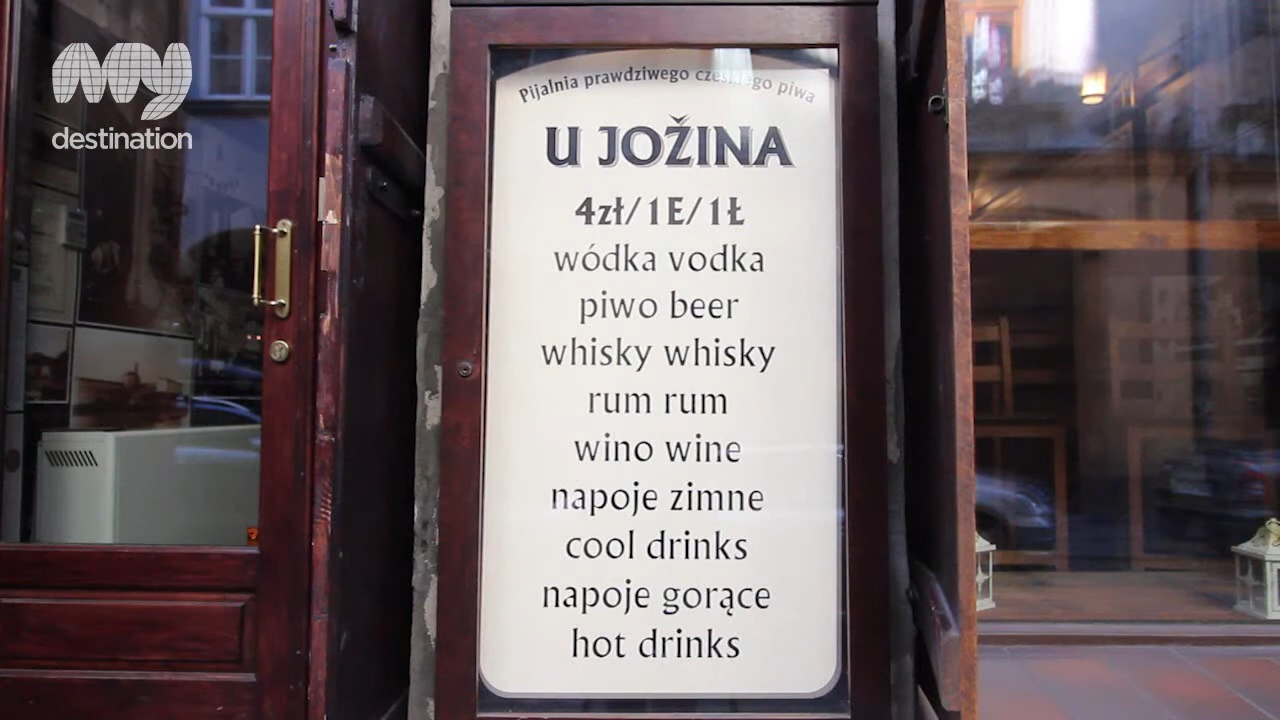 my
destination
Pijalnia prawdziwego czeskiego piwa
U JOŽINA
4zł/1E/1Ł
wódka vodka
piwo beer
whisky whisky
rum rum
wino wine
napoje zimne
cool drinks
napoje gorące
hot drinks